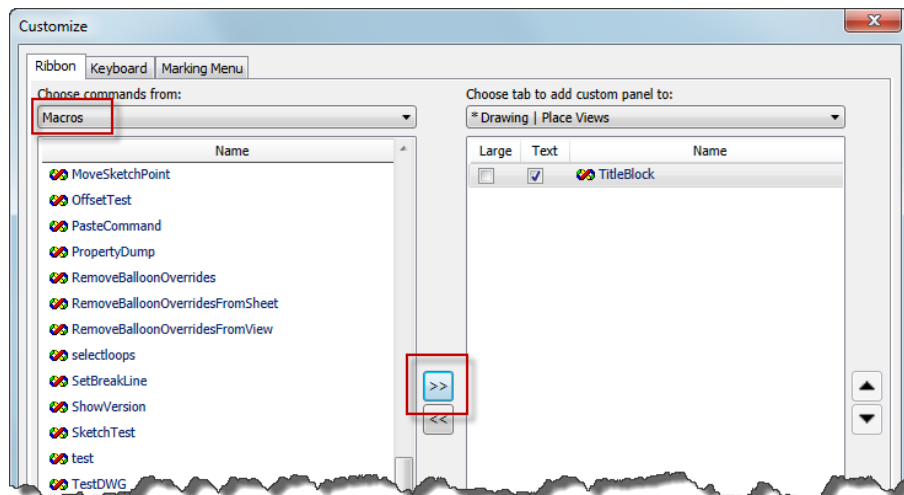 Customize
Ribbon Keyboard Marking Menu
Choose commands from:
Macros
Name
MoveSketchPoint
OffsetTest
PasteCommand
PropertyDump
RemoveBalloonOverrides
RemoveBalloonOverridesFromSheet
RemoveBalloonOverridesFromView
selectloops
SetBreakLine
ShowVersion
SketchTest
test
TestDWG
>>
<<
Choose tab to add custom panel to:
* Drawing | Place Views
Large Text Name
TitleBlock